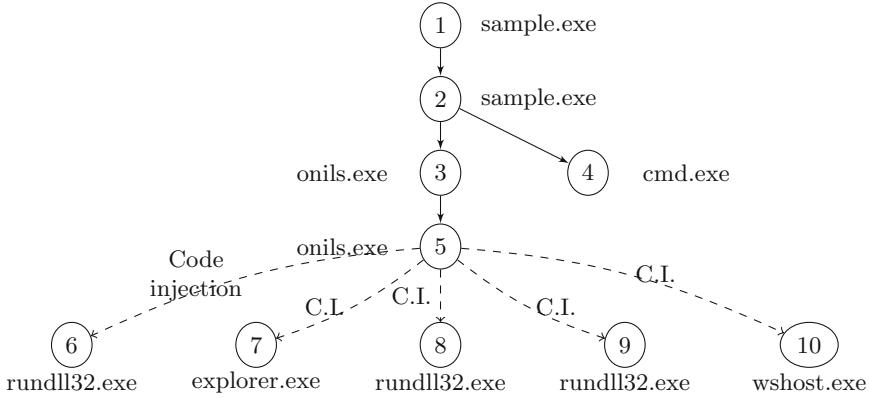 1 sample.exe
2 sample.exe
onils.exe 3 4 cmd.exe
onils.exe 5
Code
injection
C.I. C.I. C.I. C.I.
6 7 8 9 10
rundll32.exe explorer.exe rundll32.exe rundll32.exe wshost.exe